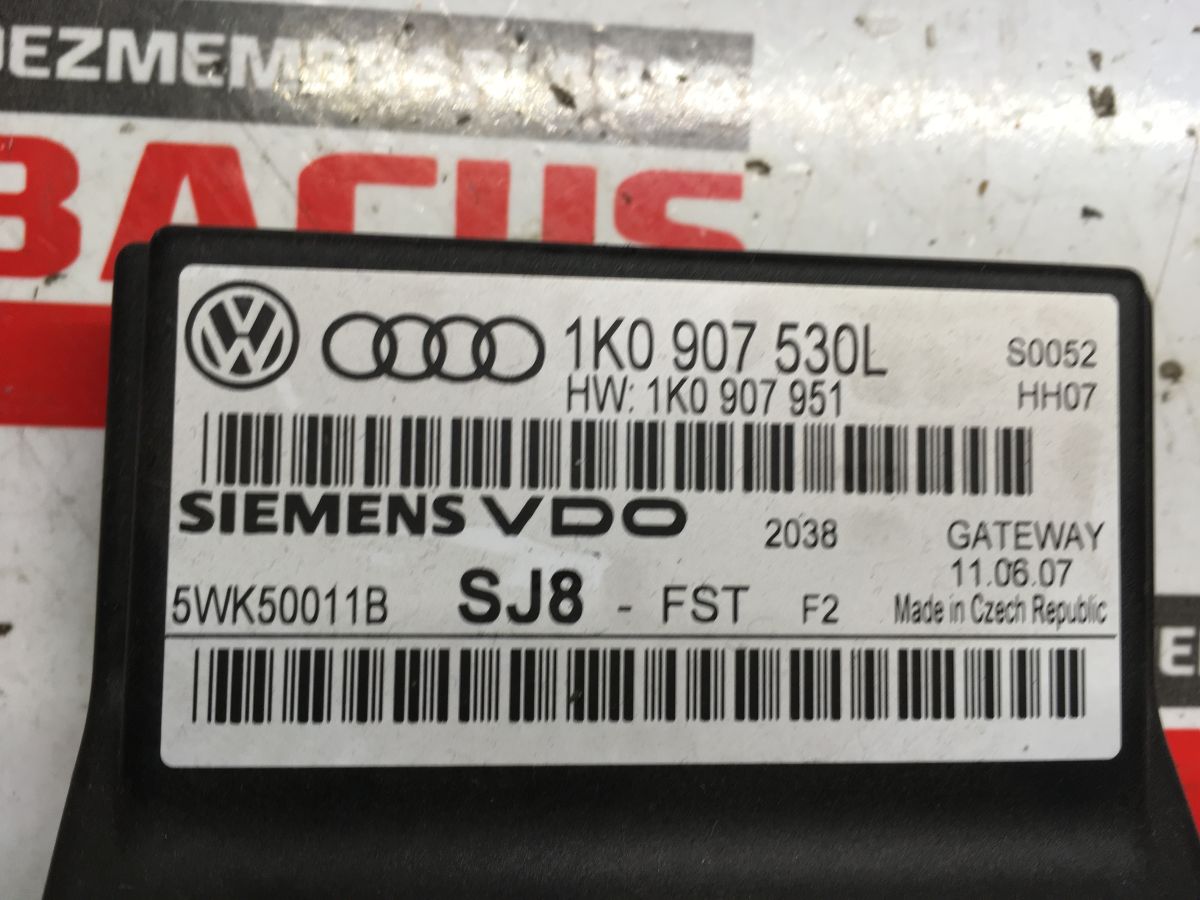 DEZMEMBR
BACUS
1K0 907 530L S0052
HW: 1K0 907 951 HH07
SIEMENS VDO 2038 GATEWAY
11.06.07
5WK50011B SJ8 - FST F2 Made in Czech Republic